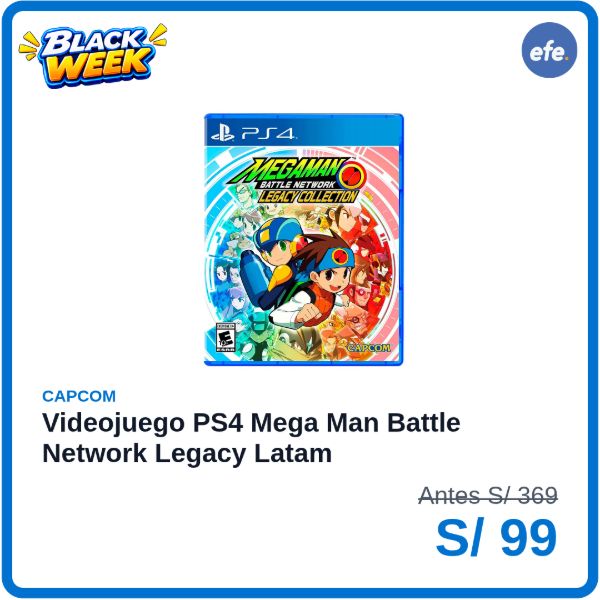 BLACK
WEEK
efe.
PS4
MEGAMAN
BATTLE NETWORK
LEGACY COLLECTION
E
CAPCOM
CAPCOM
Videojuego PS4 Mega Man Battle
Network Legacy Latam
Antes S/ 369
S/ 99